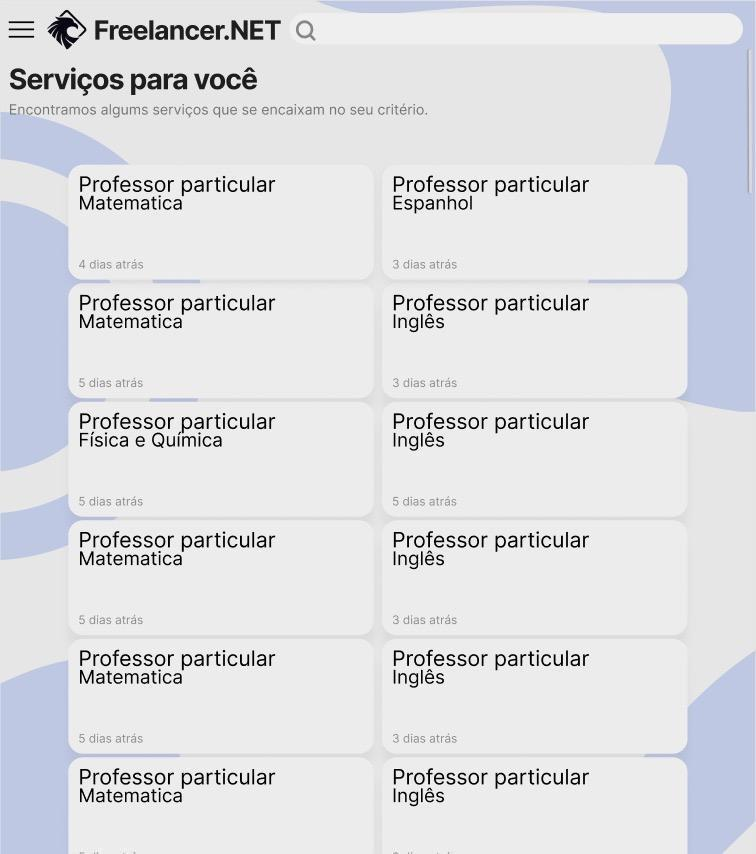 Freelancer.NET
Serviços para você
Encontramos algums serviços que se encaixam no seu critério.
Professor particular
Matematica
4 dias atrás
Professor particular
Espanhol
3 dias atrás
Professor particular
Matematica
5 dias atrás
Professor particular
Inglês
3 dias atrás
Professor particular
Física e Química
5 dias atrás
Professor particular
Inglês
5 dias atrás
Professor particular
Matematica
5 dias atrás
Professor particular
Inglês
3 dias atrás
Professor particular
Matematica
5 dias atrás
Professor particular
Inglês
3 dias atrás
Professor particular
Matematica
Professor particular
Inglês